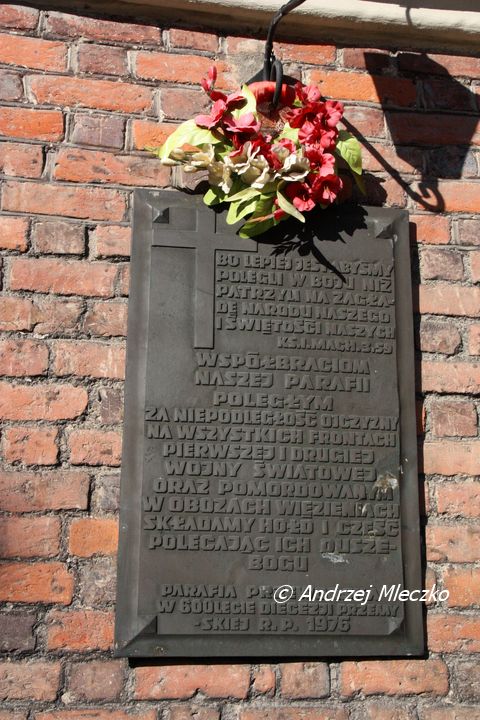 BO LEPIEJ JEST ABYŚMY
POLEGLI W BOJU NIŻ
PATRZYLI NA ZAGŁA-
DĘ NARODU NASZEGO
I ŚWIĘTOŚCI NASZYCH
KS.I.MACH.3.59
WSPÓŁBRACIOM
NASZEJ PARAFII
POLEGŁYM
ZA NIEPODLEGŁOŚĆ OJCZYZNY
NA WSZYSTKICH FRONTACH
PIERWSZEJ I DRUGIEJ
WOJNY ŚWIATOWEJ
ORAZ POMORDOWANYM
W OBOZACH WIĘZIENIACH
SKŁADAMY HOŁD I CZEŚĆ
POLECAJĄC ICH DUSZE
BOGU
PARAFIA
W 600LECIE DIECEZJI PRZEMY
-SKIEJ R.P. 1976
© Andrzej Mleczko